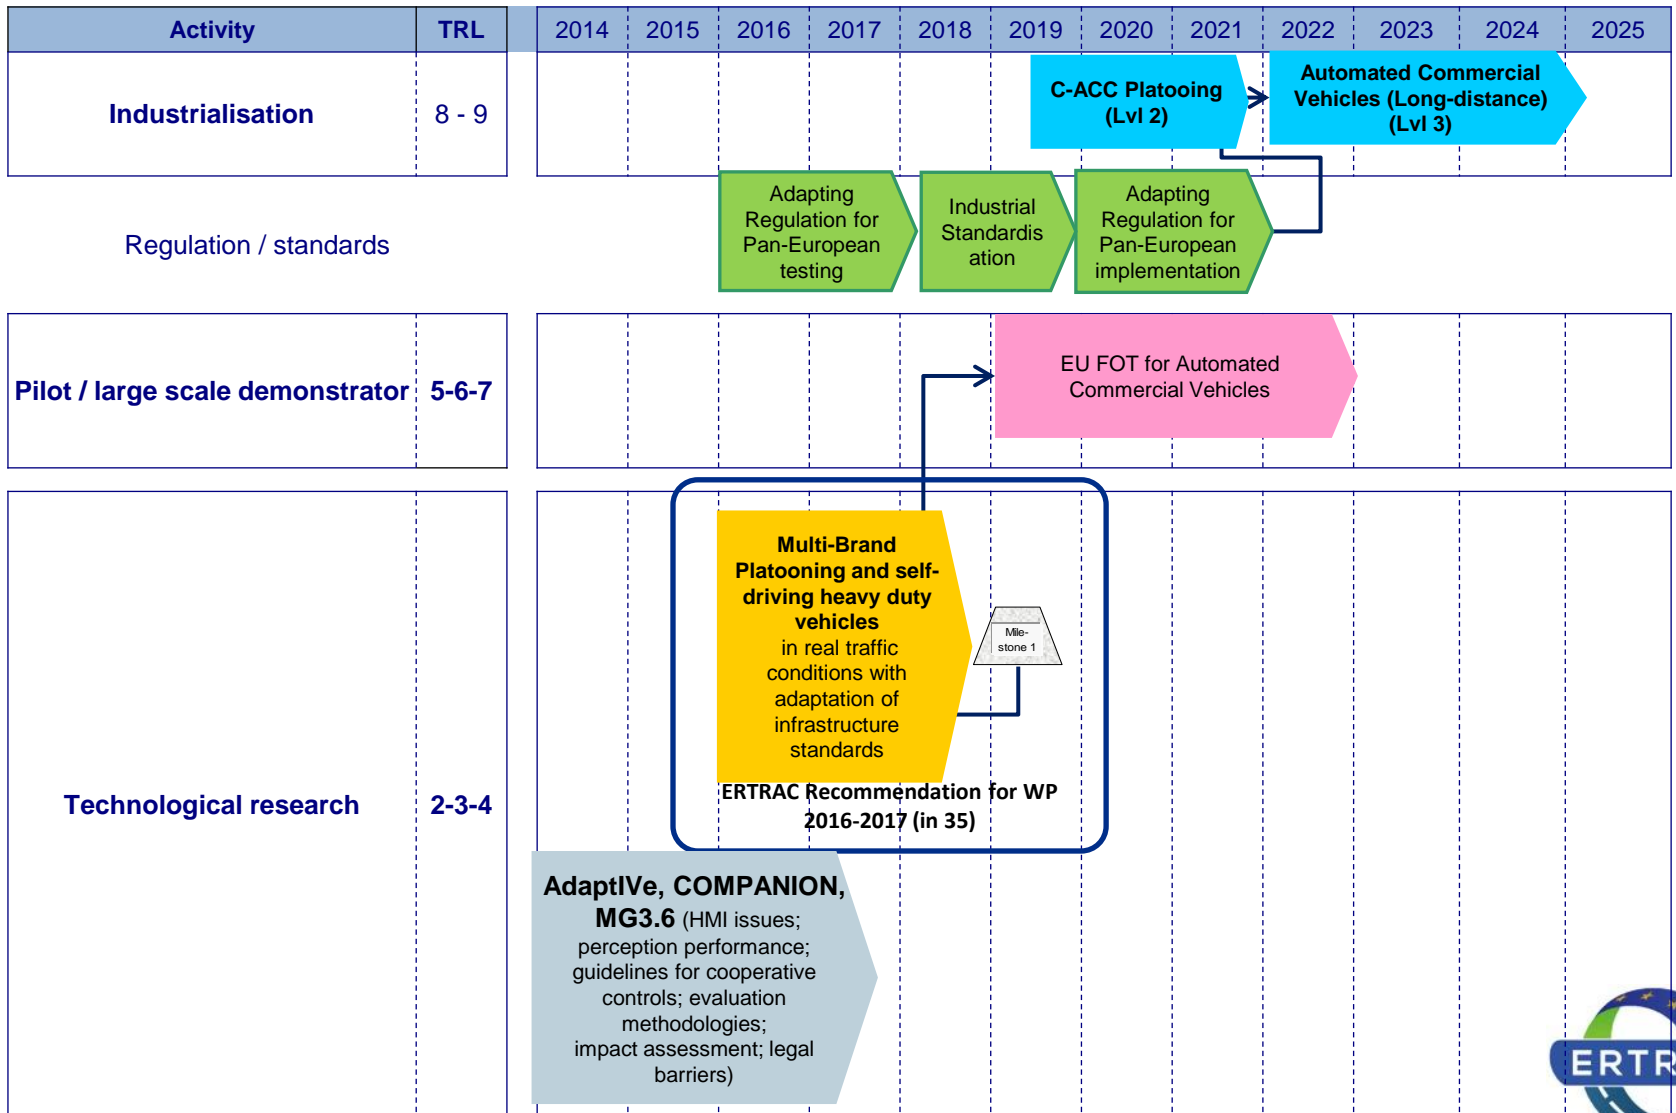 Activity TRL 2014 2015 2016 2017 2018 2019 2020 2021 2022 2023 2024 2025
Industrialisation 8 - 9
C-ACC Platooing
(Lvl 2)
Automated Commercial
Vehicles (Long-distance)
(Lvl 3)
Regulation / standards
Adapting
Regulation for
Pan-European
testing
Industrial
Standardis
ation
Adapting
Regulation for
Pan-European
implementation
Pilot / large scale demonstrator 5-6-7
EU FOT for Automated
Commercial Vehicles
Technological research 2-3-4
Multi-Brand
Platooning and self-
driving heavy duty
vehicles
in real traffic
conditions with
adaptation of
infrastructure
standards
Mile-
stone 1
ERTRAC Recommendation for WP
2016-2017 (in 35)
AdaptIVe, COMPANION,
MG3.6 (HMI issues;
perception performance;
guidelines for cooperative
controls; evaluation
methodologies;
impact assessment; legal
barriers)
ERTR